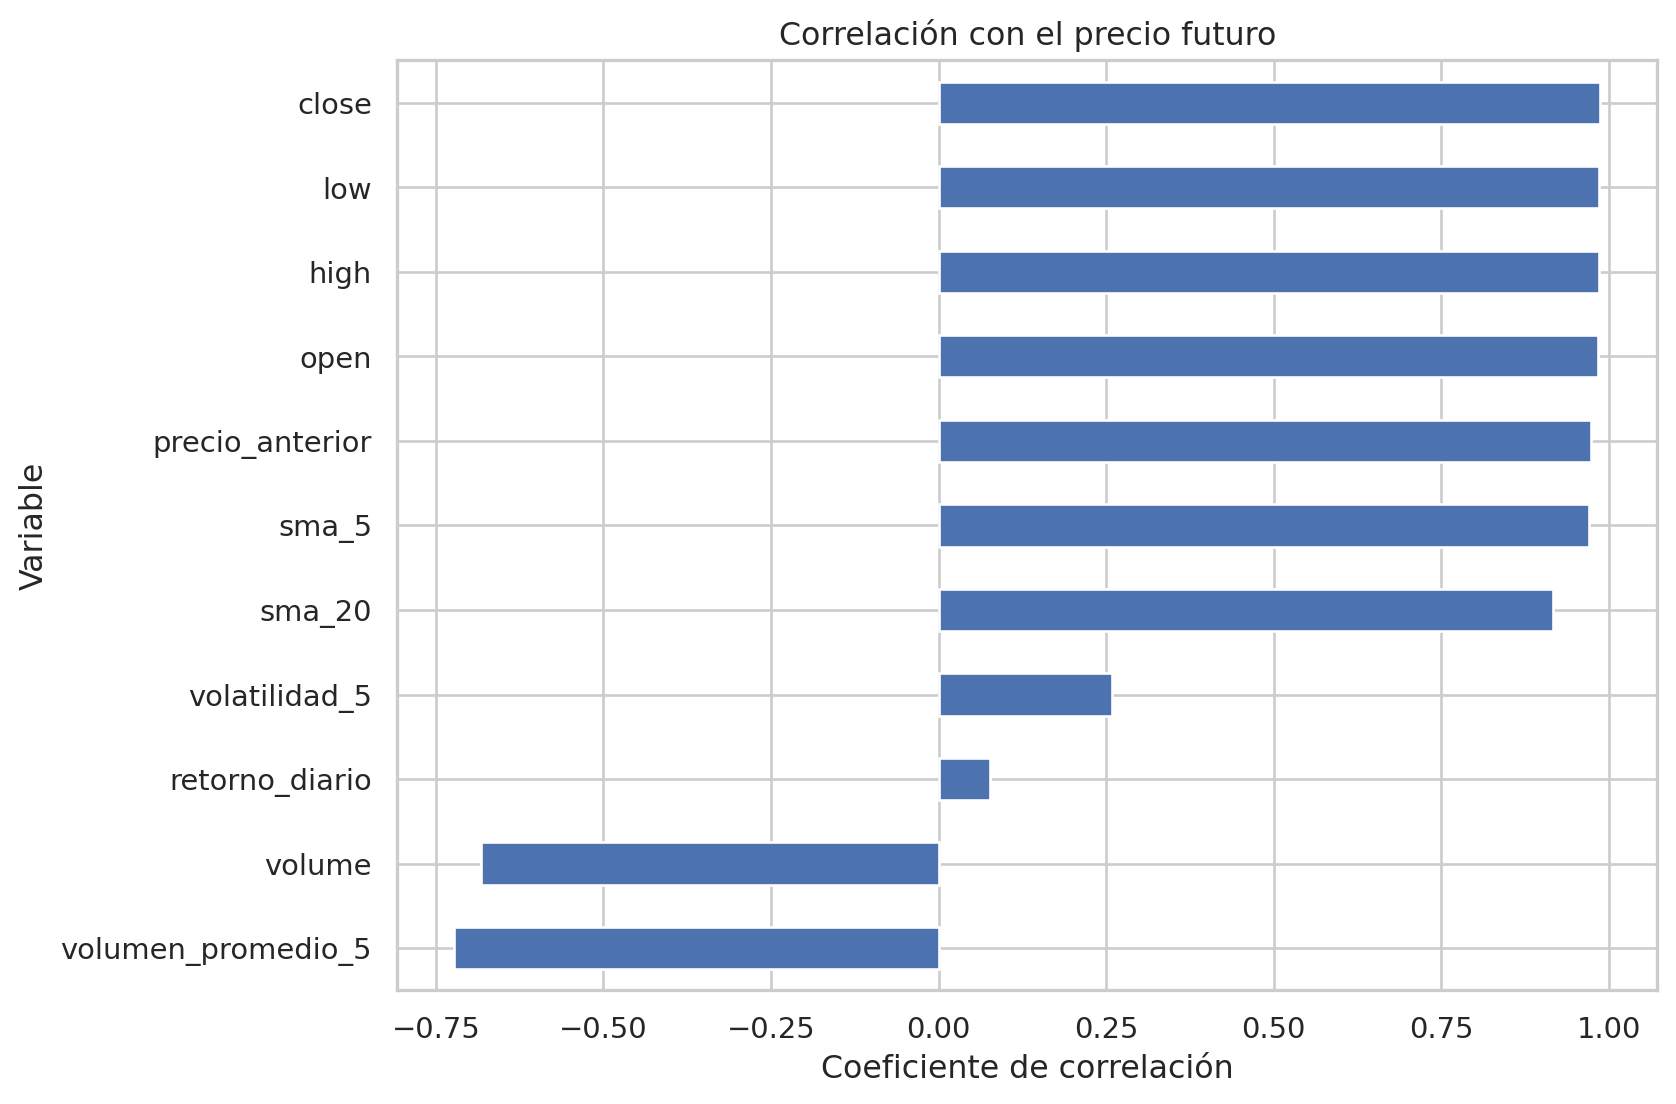 Correlación con el precio futuro
Variable
close
low
high
open
precio_anterior
sma_5
sma_20
volatilidad_5
retorno_diario
volume
volumen_promedio_5
−0.75 −0.50 −0.25 0.00 0.25 0.50 0.75 1.00
Coeficiente de correlación